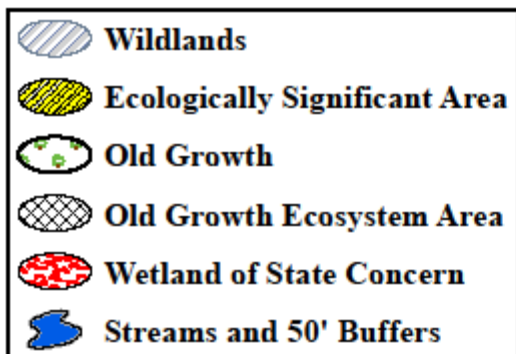 Wildlands
Ecologically Significant Area
Old Growth
Old Growth Ecosystem Area
Wetland of State Concern
Streams and 50' Buffers